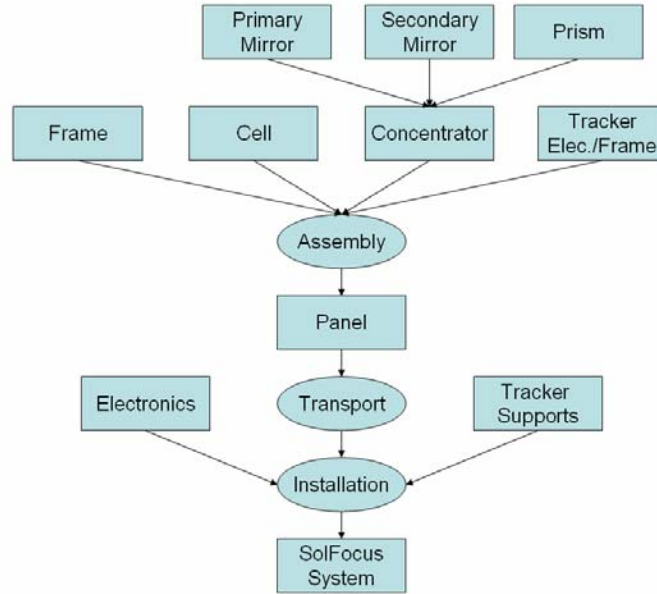 Primary
Mirror
Secondary
Mirror
Prism
Frame
Cell
Concentrator
Tracker
Elec./Frame
Assembly
Panel
Electronics
Transport
Tracker
Supports
Installation
SolFocus
System